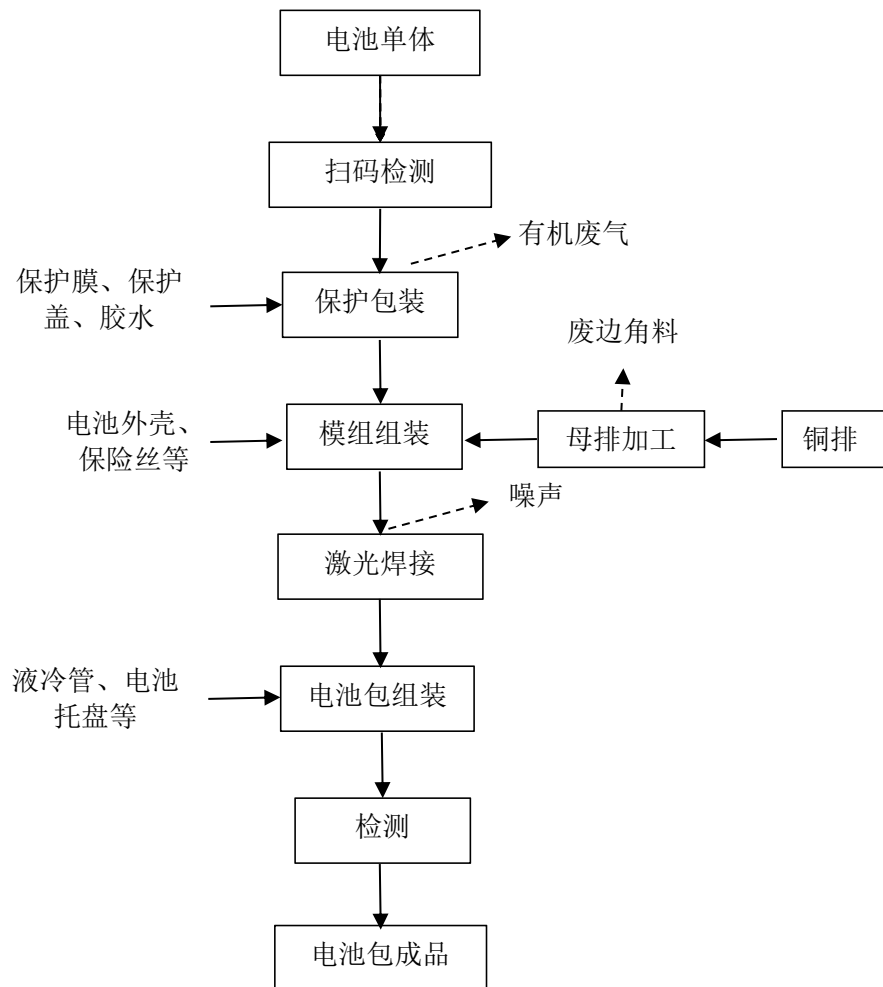 电池单体
扫码检测
有机废气
保护膜、保护
盖、胶水
保护包装
废边角料
电池外壳、
保险丝等
模组组装
母排加工
铜排
噪声
激光焊接
液冷管、电池
托盘等
电池包组装
检测
电池包成品